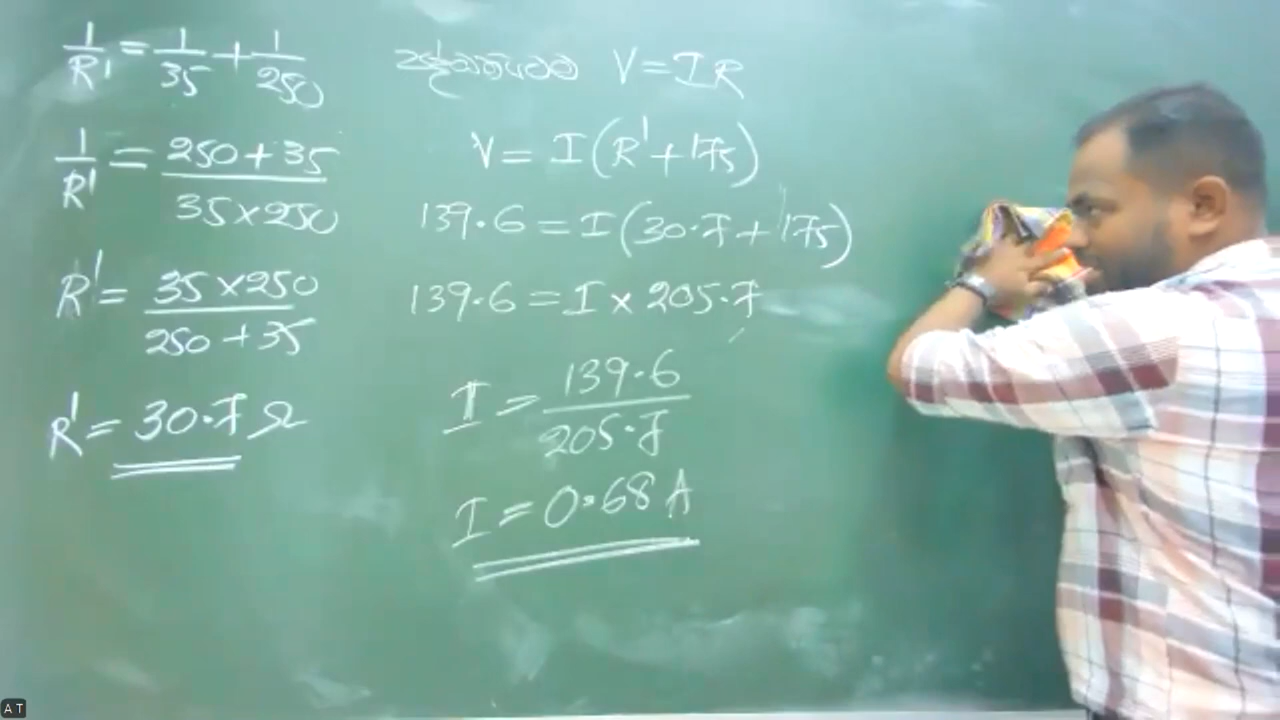 1/R' = 1/35 + 1/250
1/R' = (250 + 35)/(35 × 250)
R' = (35 × 250)/(250 + 35)
R' = 30.7 Ω
V = IR
V = I(R' + 175)
139.6 = I(30.7 + 175)
139.6 = I × 205.7
I = 139.6/205.7
I = 0.68 A
A T